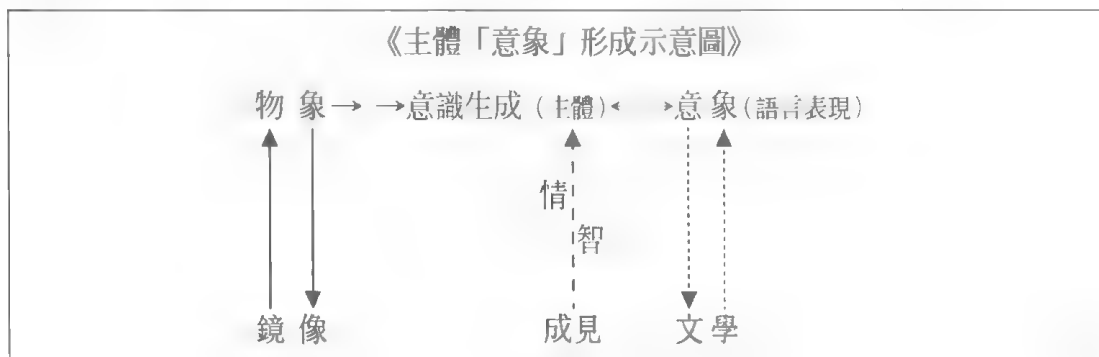 《主體「意象」形成示意圖》
物象→→意識生成（主體）← →意象（語言表現）
情
智
鏡像 成見 文學